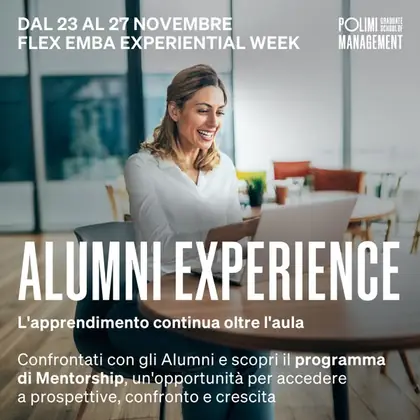 DAL 23 AL 27 NOVEMBRE
FLEX EMBA EXPERIENTIAL WEEK
POLIMI GRADUATE SCHOOL OF
MANAGEMENT
ALUMNI EXPERIENCE
L'apprendimento continua oltre l'aula
Confrontati con gli Alumni e scopri il programma
di Mentorship, un'opportunità per accedere
a prospettive, confronto e crescita